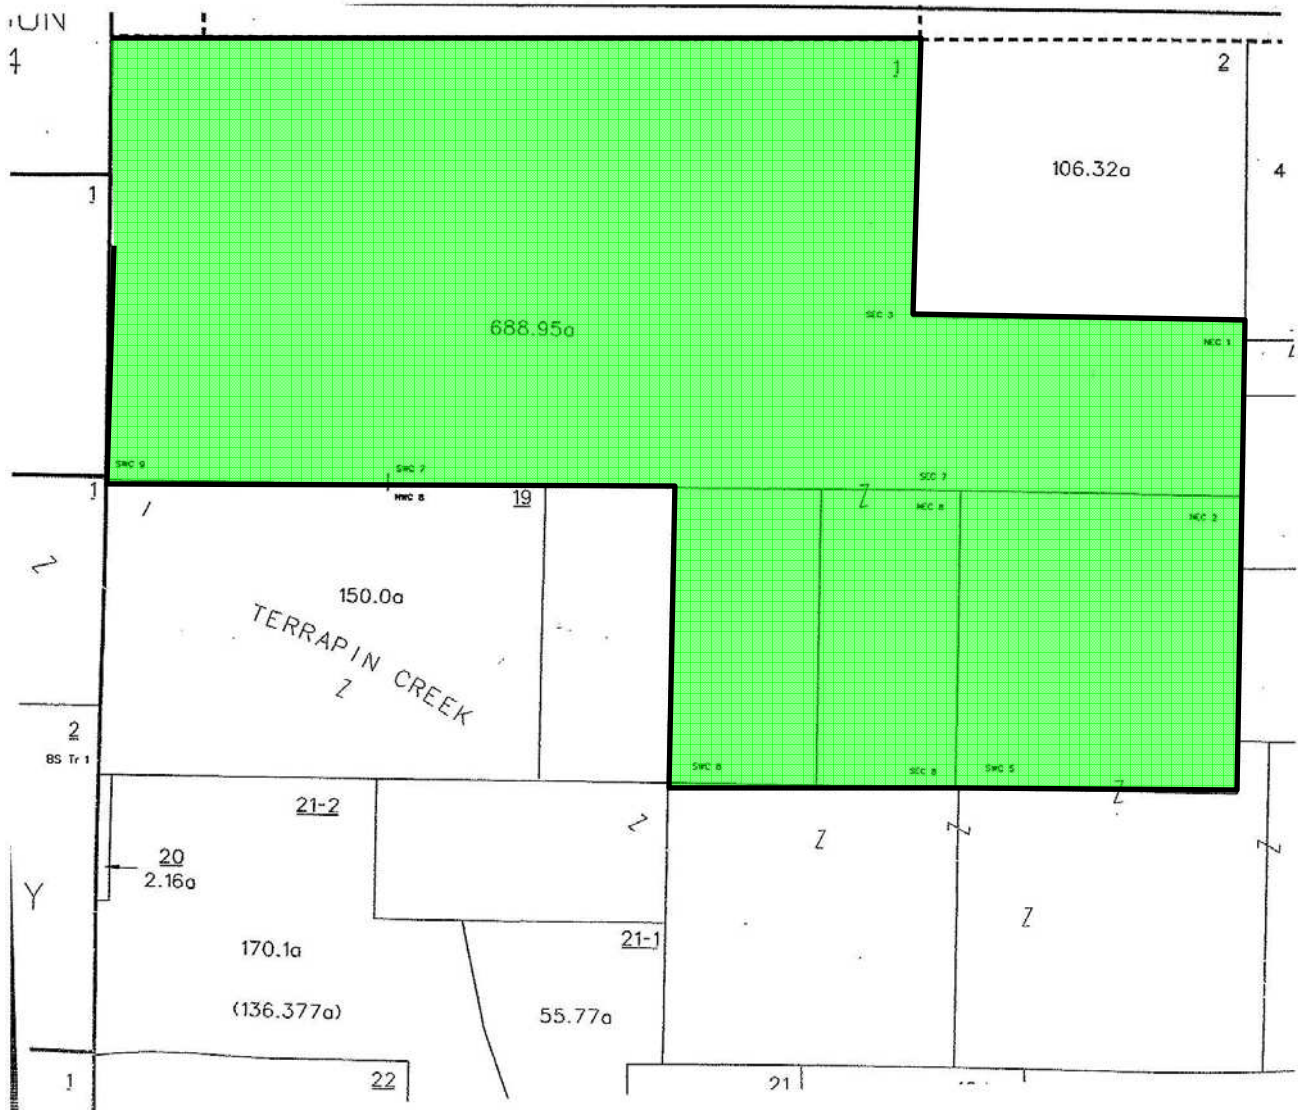 1
2
106.32a
4
1
688.95a
SEC 3
NEC 1
SWC 9
SWC 7
SEC 7
1
NWC 8
19
NEC 8
NEC 2
150.0a
TERRAPIN CREEK
2
BS Tr 1
SWC 8
SEC 8
SWC 5
21-2
20
2.16a
Y
21-1
170.1a
(136.377a)
55.77a
1
22
21